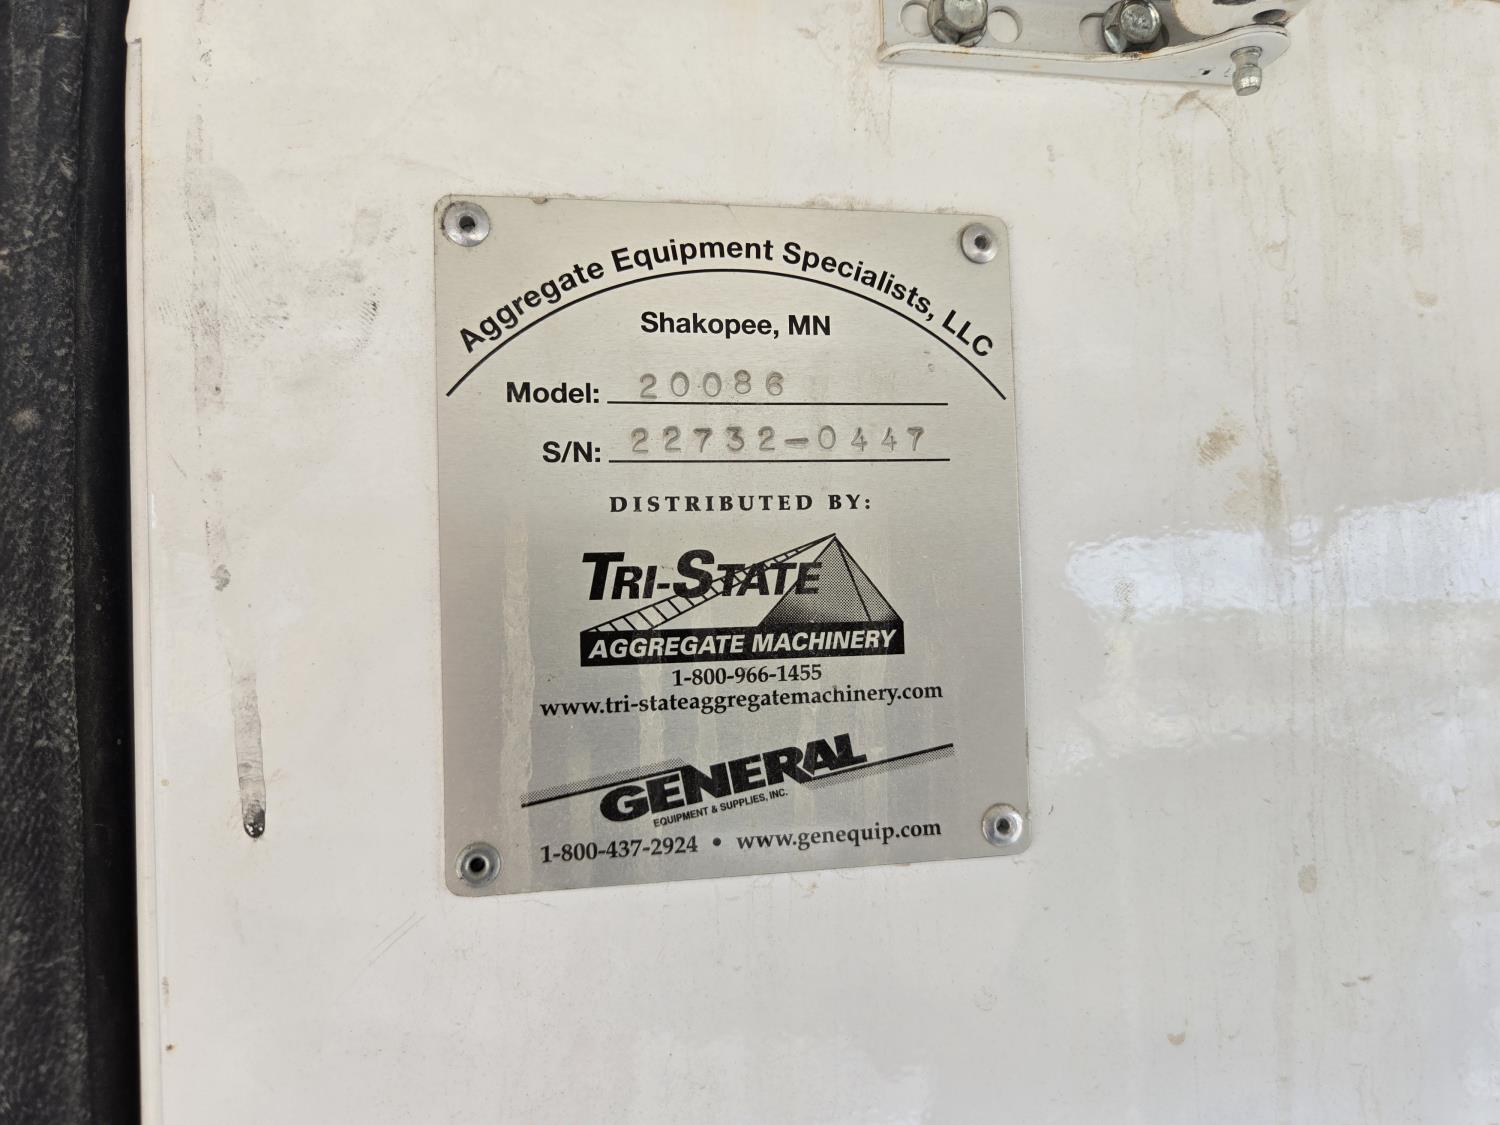 Aggregate Equipment Specialists, LLC
Shakopee, MN
Model: 20086
S/N: 22732-0447
DISTRIBUTED BY:
TRI-STATE
AGGREGATE MACHINERY
1-800-966-1455
www.tri-stateaggregatemachinery.com
GENERAL
EQUIPMENT & SUPPLIES, INC.
1-800-437-2924 • www.genequip.com